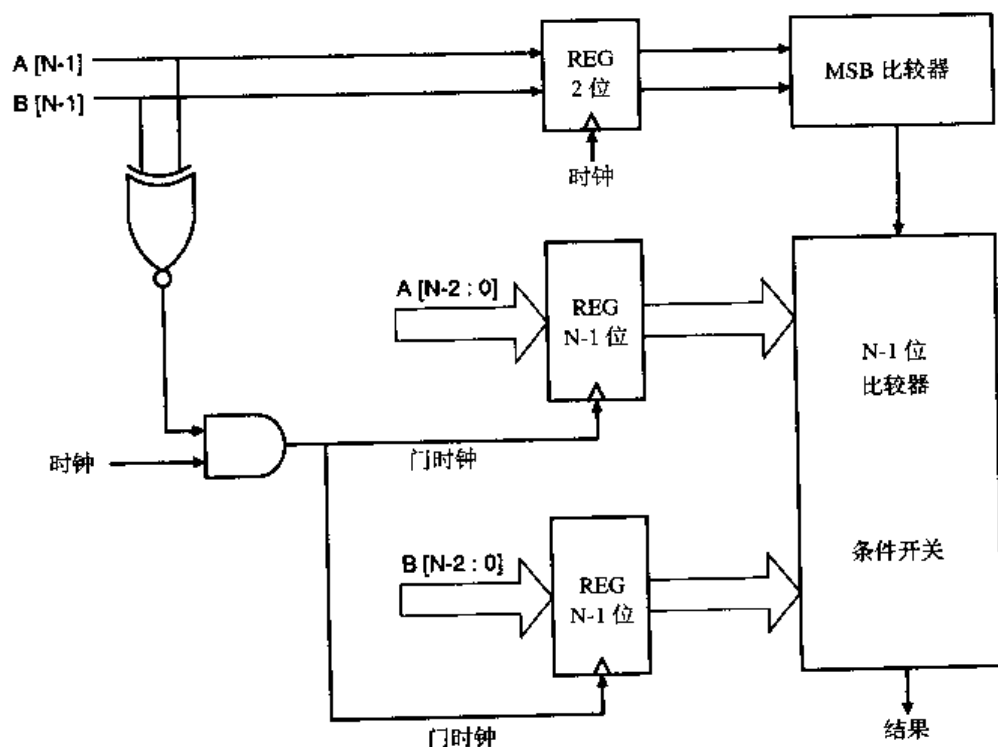 A [N-1]
B [N-1]
REG
2 位
时钟
MSB 比较器
A [N-2 : 0]
REG
N-1 位
N-1 位
比较器
时钟
门时钟
B [N-2 : 0]
REG
N-1 位
条件开关
门时钟
结果